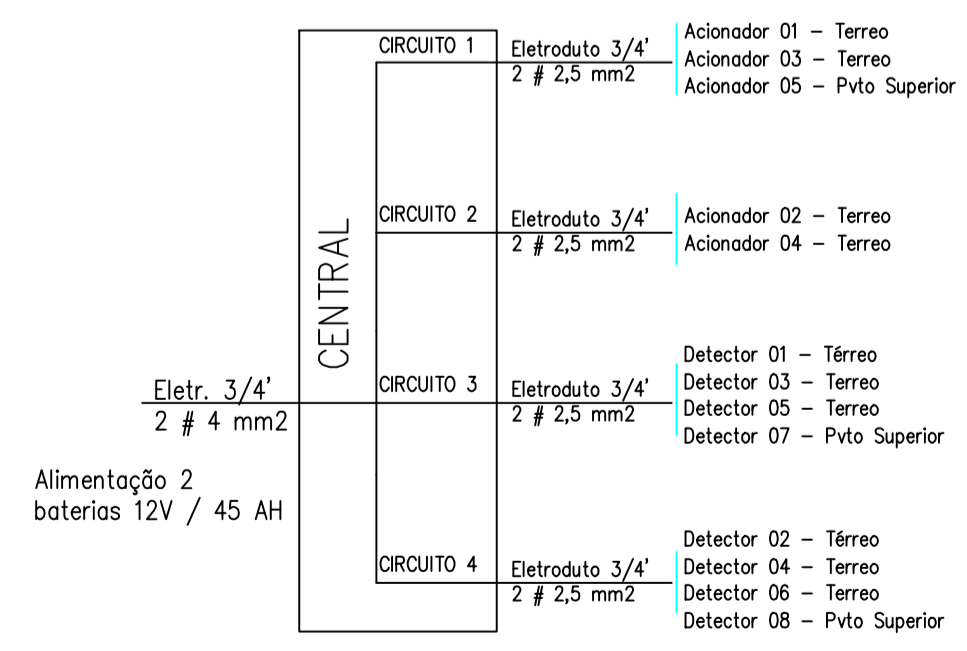 CIRCUITO 1
Eletroduto 3/4'
2 # 2,5 mm2
Acionador 01 – Terreo
Acionador 03 – Terreo
Acionador 05 – Pvto Superior
CIRCUITO 2
Eletroduto 3/4'
2 # 2,5 mm2
Acionador 02 – Terreo
Acionador 04 – Terreo
CENTRAL
Eletr. 3/4'
2 # 4 mm2
Alimentação 2
baterias 12V / 45 AH
CIRCUITO 3
Eletroduto 3/4'
2 # 2,5 mm2
Detector 01 – Térreo
Detector 03 – Terreo
Detector 05 – Terreo
Detector 07 – Pvto Superior
CIRCUITO 4
Eletroduto 3/4'
2 # 2,5 mm2
Detector 02 – Térreo
Detector 04 – Terreo
Detector 06 – Terreo
Detector 08 – Pvto Superior